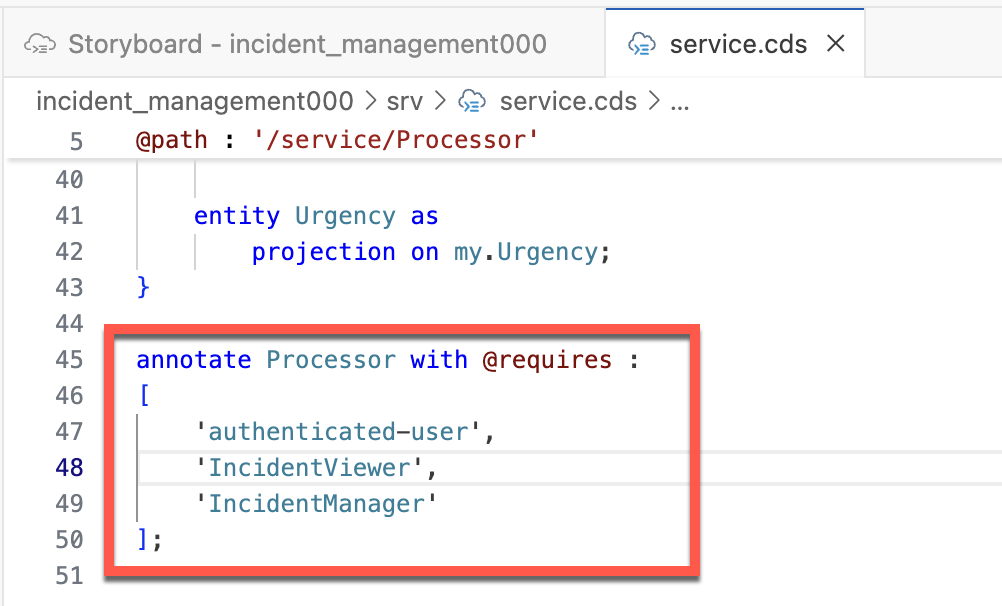 Storyboard - incident_management000
service.cds
incident_management000 > srv > service.cds > ...
5 @path : '/service/Processor'
40
41 entity Urgency as
42 projection on my.Urgency;
43 }
44
45 annotate Processor with @requires :
46 [
47 'authenticated-user',
48 'IncidentViewer',
49 'IncidentManager'
50 ];
51